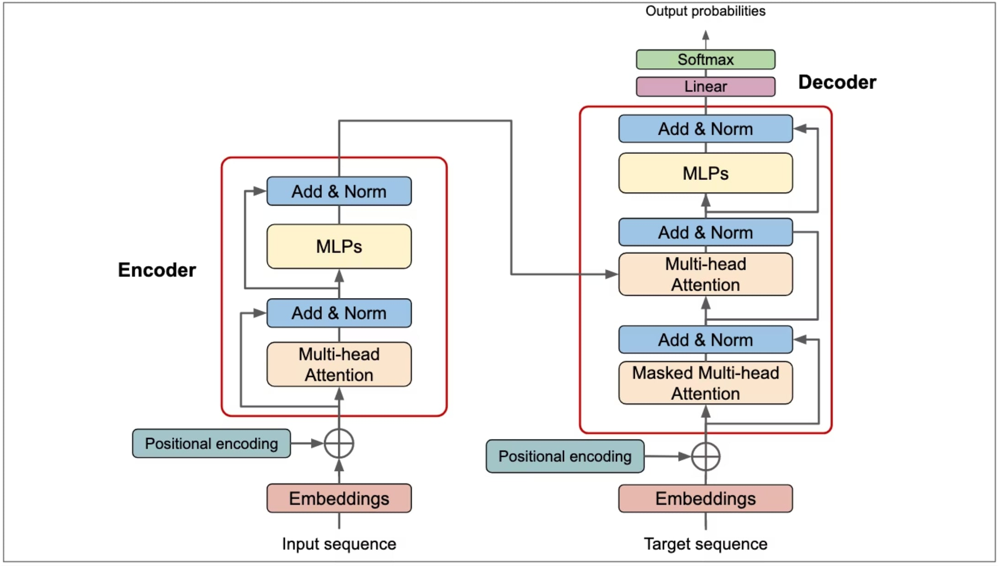 Output probabilities
Softmax
Linear
Decoder
Add & Norm
MLPs
Add & Norm
Multi-head
Attention
Add & Norm
Masked Multi-head
Attention
Positional encoding
Embeddings
Target sequence
Encoder
Add & Norm
MLPs
Add & Norm
Multi-head
Attention
Positional encoding
Embeddings
Input sequence